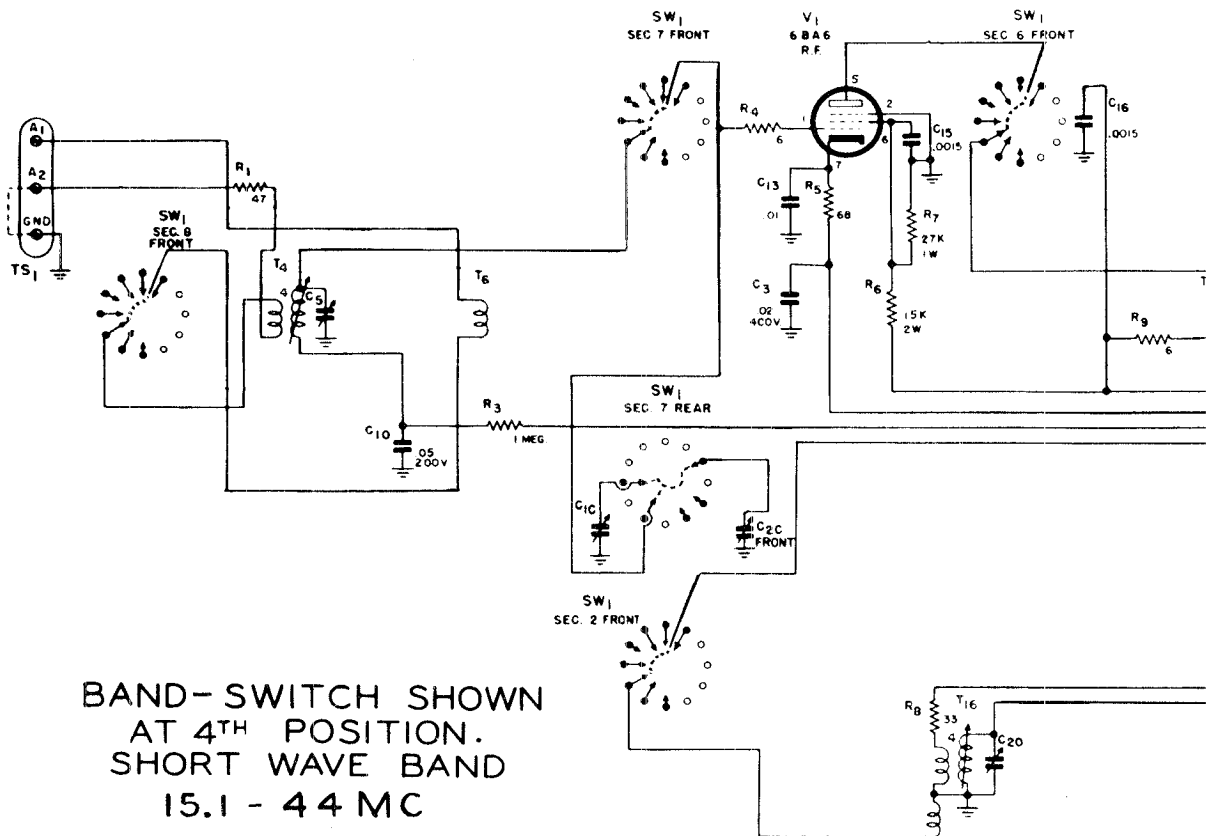 SW1
SEC 7 FRONT
V1
6BA6
R.F.
SW1
SEC 6 FRONT
5
2
1
6
7
R4
6
C15
.0015
C16
.0015
A1
A2
GND
TS1
R1
47
SW1
SEC. 8
FRONT
C13
.01
R5
68
R7
27K
1W
T4
4
C5
T6
C3
.02
400V
R6
15K
2W
T
R9
6
SW1
SEC. 7 REAR
R3
1 MEG.
C10
.05
200V
C1C
C2C
FRONT
SW1
SEC. 2 FRONT
BAND-SWITCH SHOWN
AT 4TH POSITION.
SHORT WAVE BAND
15.1 - 44 MC
R8
33
T16
4
C20